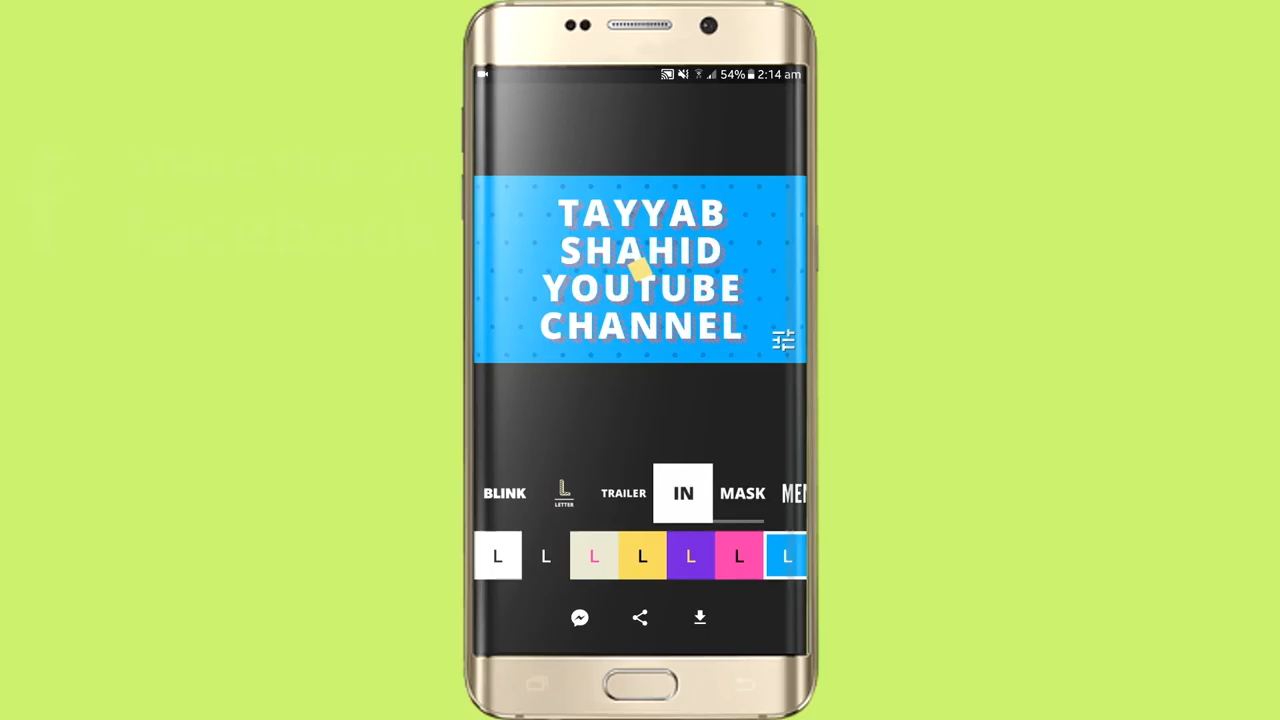 54% 2:14 am
TAYYAB
SHAHID
YOUTUBE
CHANNEL
BLINK
L
LETTER
TRAILER
IN
MASK
L L L L L L L